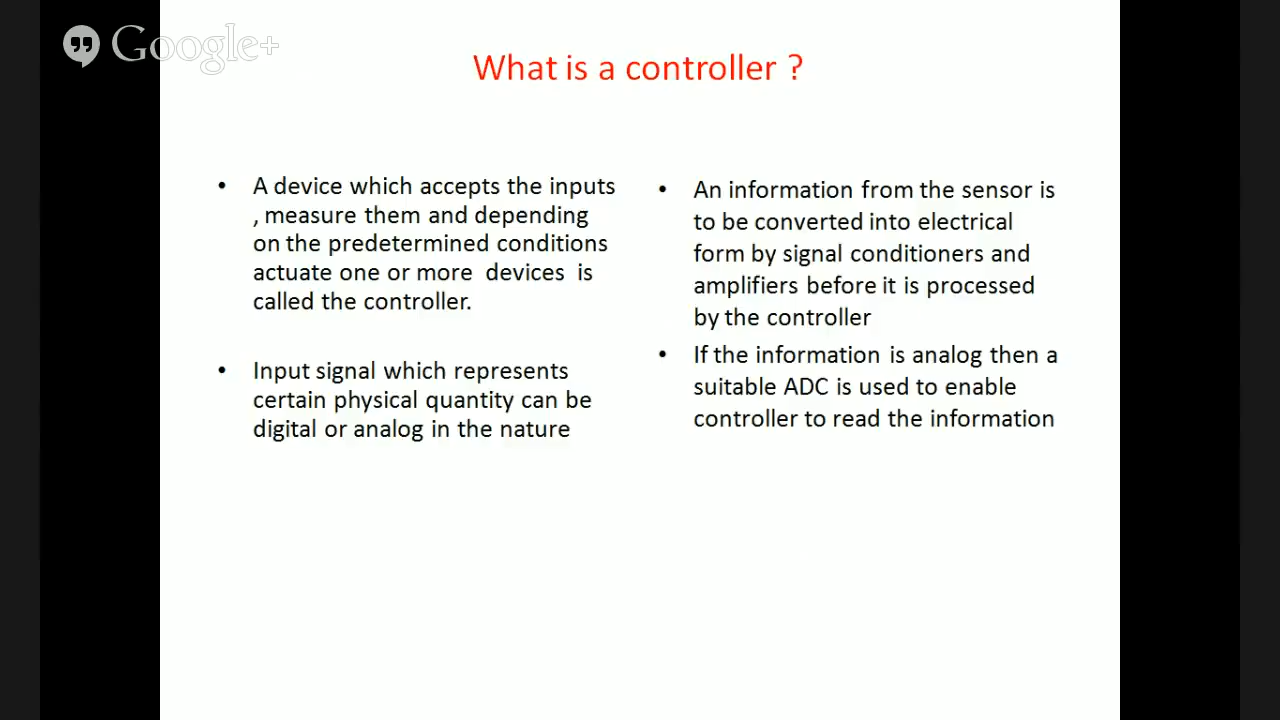 Google+
What is a controller ?
• A device which accepts the inputs
, measure them and depending
on the predetermined conditions
actuate one or more devices is
called the controller.
• Input signal which represents
certain physical quantity can be
digital or analog in the nature
• An information from the sensor is
to be converted into electrical
form by signal conditioners and
amplifiers before it is processed
by the controller
• If the information is analog then a
suitable ADC is used to enable
controller to read the information